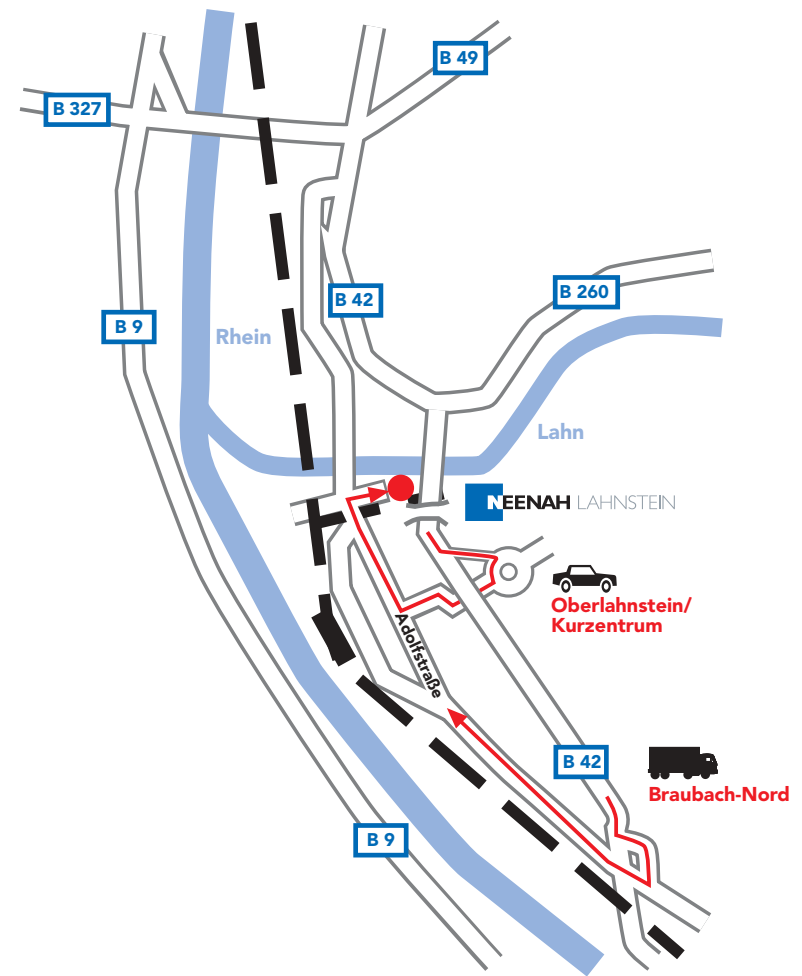 B 49
B 327
B 260
B 42
B 9
Rhein
Lahn
NEENAH LAHNSTEIN
Oberlahnstein/
Kurzentrum
Adolfstraße
B 42
Braubach-Nord
B 9